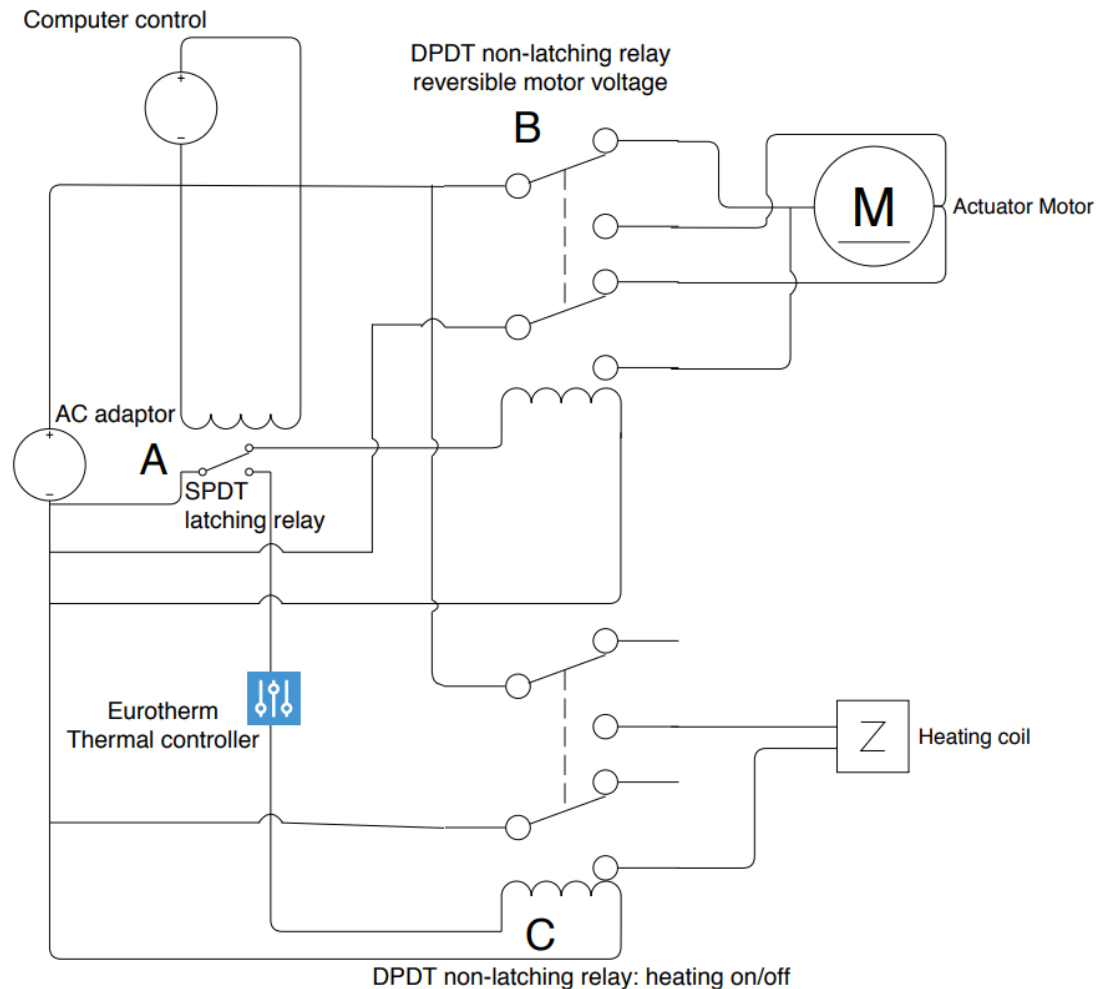 Computer control
+
−
DPDT non-latching relay
reversible motor voltage
B
M
Actuator Motor
AC adaptor
+
−
A
SPDT
latching relay
Eurotherm
Thermal controller
Z
Heating coil
C
DPDT non-latching relay: heating on/off